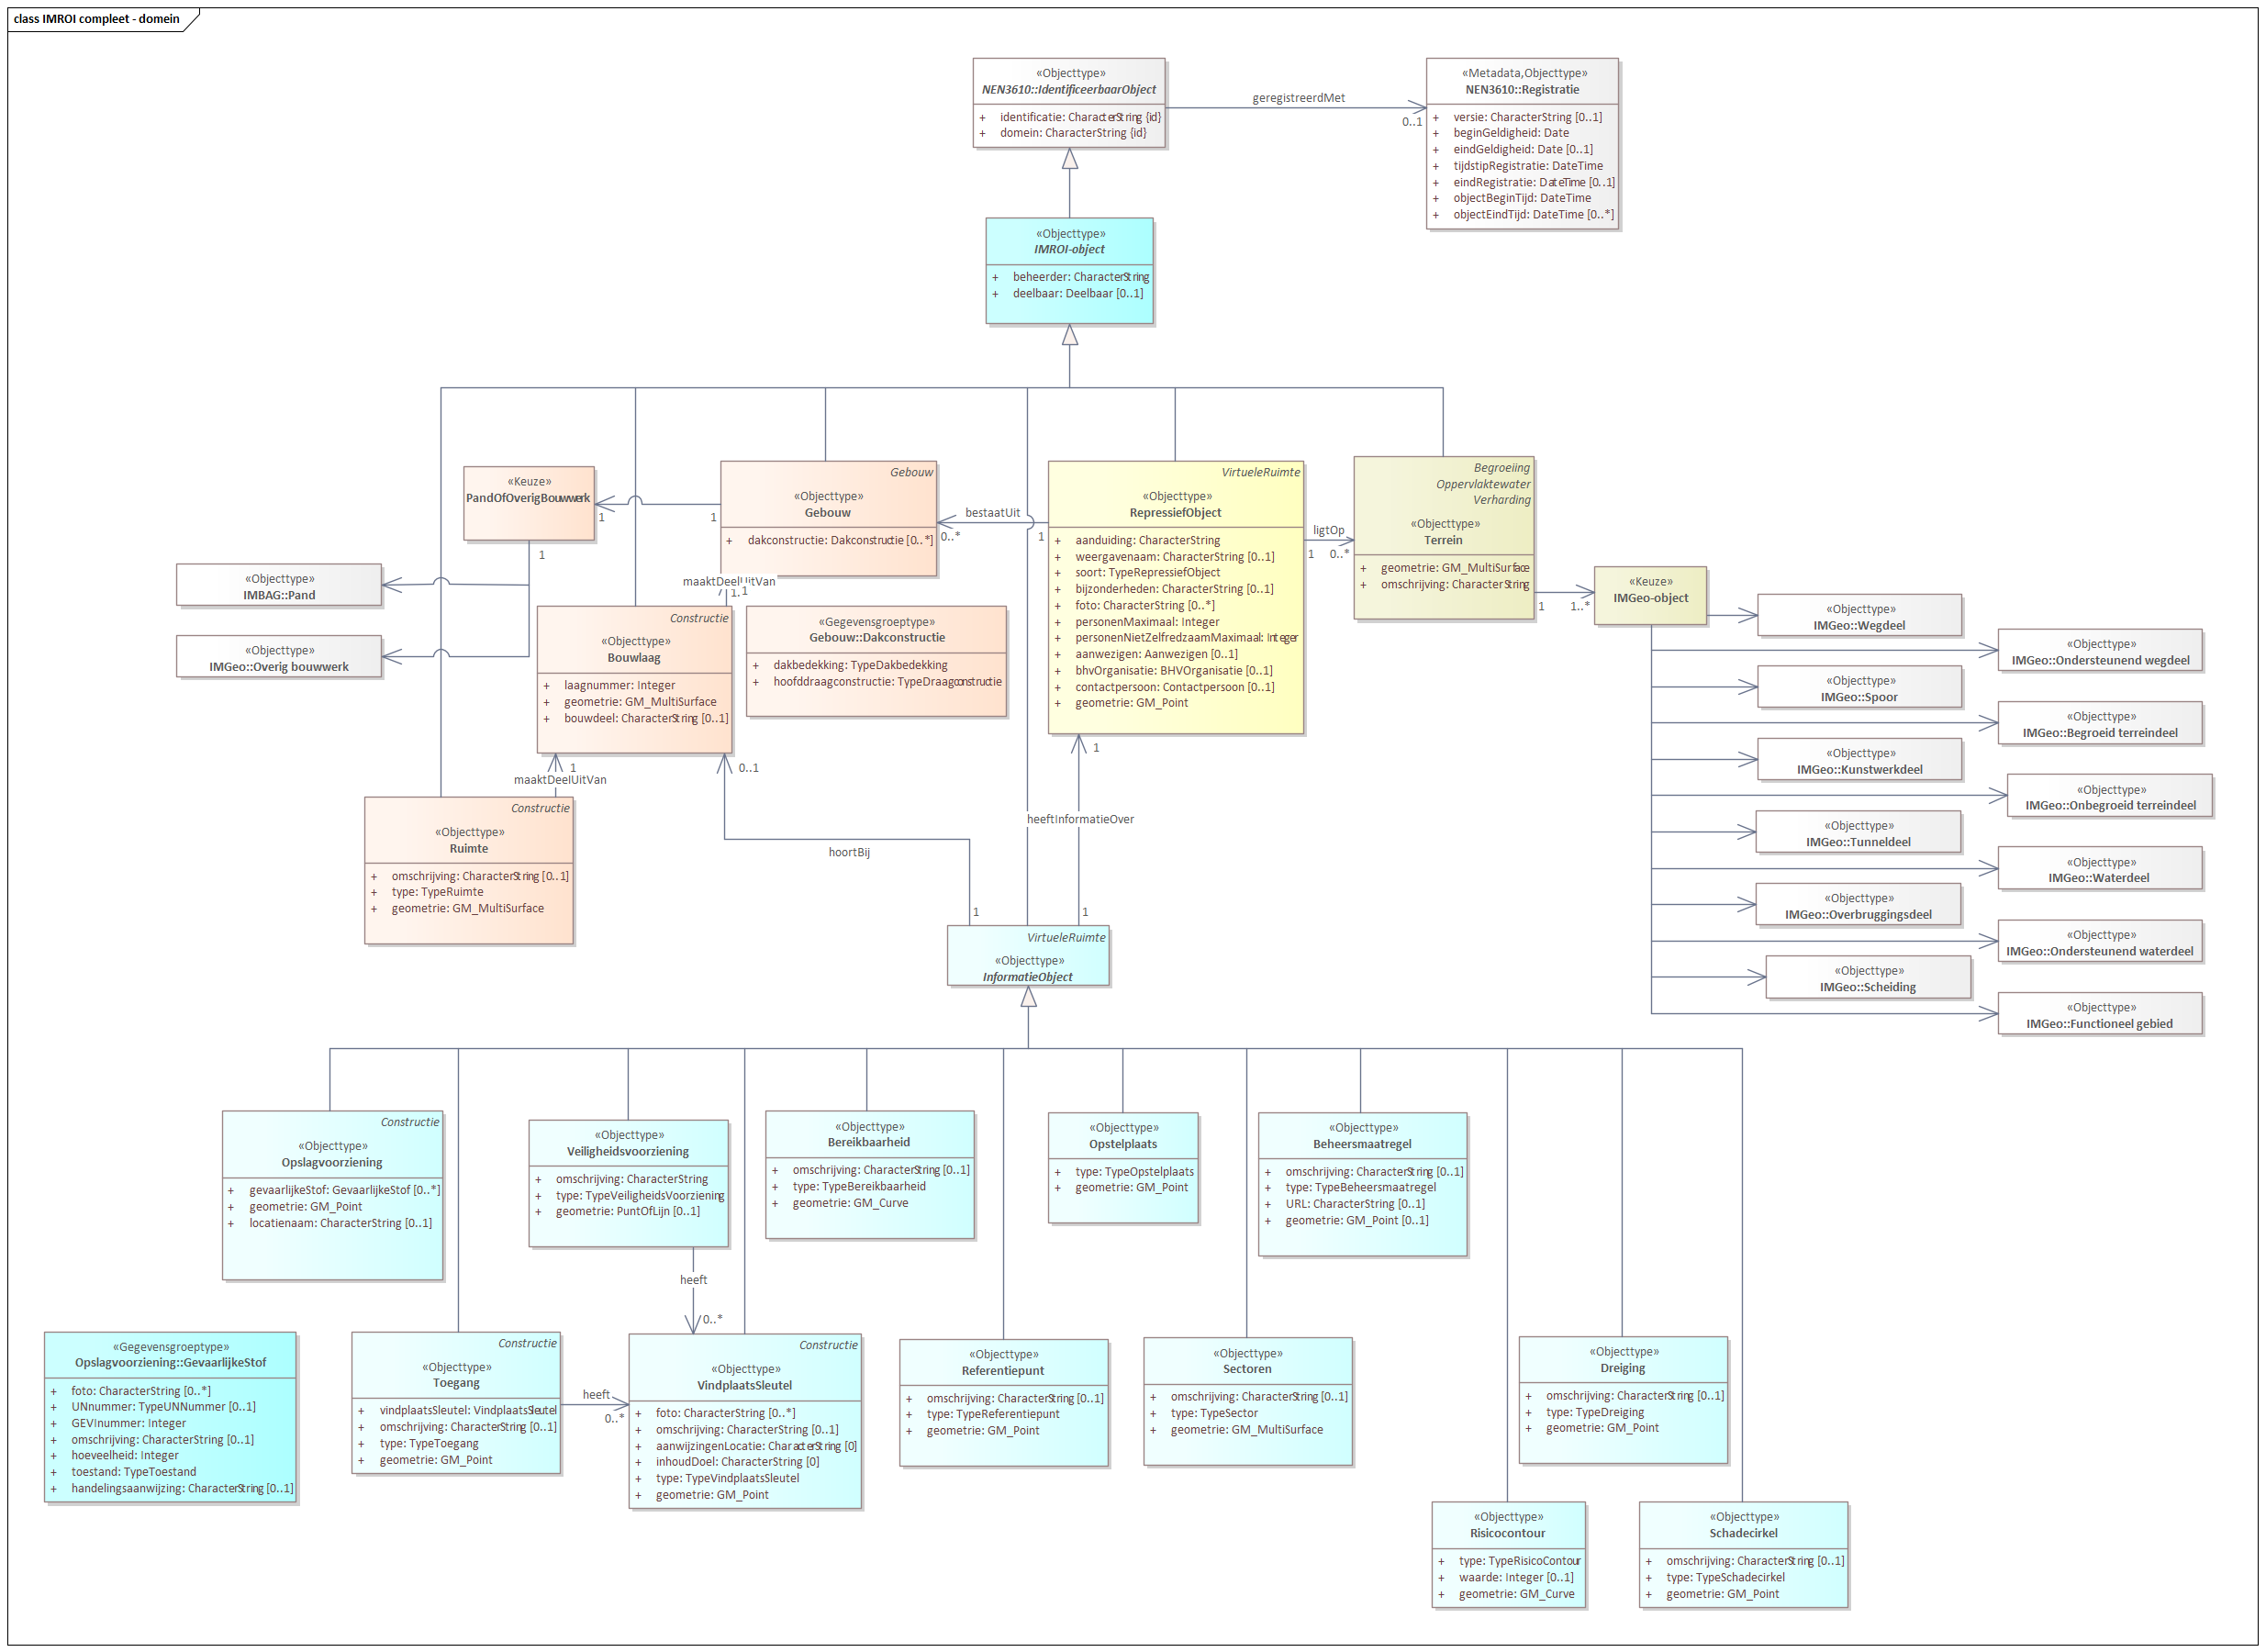 class IMROI compleet - domein
«Objecttype»
NEN3610::IdentificeerbaarObject
+ identificatie: CharacterString {id}
+ domein: CharacterString {id}
geregistreerdMet
0..1
«Metadata,Objecttype»
NEN3610::Registratie
+ versie: CharacterString [0..1]
+ beginGeldigheid: Date
+ eindGeldigheid: Date [0..1]
+ tijdstipRegistratie: DateTime
+ eindRegistratie: DateTime [0..1]
+ objectBeginTijd: DateTime
+ objectEindTijd: DateTime [0..*]
«Objecttype»
IMROI-object
+ beheerder: CharacterString
+ deelbaar: Deelbaar [0..1]
«Keuze»
PandOfOverigBouwwerk
1
1
1
«Objecttype»
IMBAG::Pand
«Objecttype»
IMGeo::Overig bouwwerk
Gebouw
«Objecttype»
Gebouw
+ dakconstructie: Dakconstructie [0..*]
bestaatUit
0..*
1
maaktDeelUitVan
1..1
«Gegevensgroeptype»
Gebouw::Dakconstructie
+ dakbedekking: TypeDakbedekking
+ hoofddraagconstructie: TypeDraagconstructie
Constructie
«Objecttype»
Bouwlaag
+ laagnummer: Integer
+ geometrie: GM_MultiSurface
+ bouwdeel: CharacterString [0..1]
1
maaktDeelUitVan
0..1
Constructie
«Objecttype»
Ruimte
+ omschrijving: CharacterString [0..1]
+ type: TypeRuimte
+ geometrie: GM_MultiSurface
VirtueleRuimte
«Objecttype»
RepressiefObject
+ aanduiding: CharacterString
+ weergavenaam: CharacterString [0..1]
+ soort: TypeRepressiefObject
+ bijzonderheden: CharacterString [0..1]
+ foto: CharacterString [0..*]
+ personenMaximaal: Integer
+ personenNietZelfredzaamMaximaal: Integer
+ aanwezigen: Aanwezigen [0..1]
+ bhvOrganisatie: BHVOrganisatie [0..1]
+ contactpersoon: Contactpersoon [0..1]
+ geometrie: GM_Point
ligtOp
1
0..*
Begroeiing
Oppervlaktewater
Verharding
«Objecttype»
Terrein
+ geometrie: GM_MultiSurface
+ omschrijving: CharacterString
1
1..*
«Keuze»
IMGeo-object
«Objecttype»
IMGeo::Wegdeel
«Objecttype»
IMGeo::Ondersteunend wegdeel
«Objecttype»
IMGeo::Spoor
«Objecttype»
IMGeo::Begroeid terreindeel
«Objecttype»
IMGeo::Kunstwerkdeel
«Objecttype»
IMGeo::Onbegroeid terreindeel
«Objecttype»
IMGeo::Tunneldeel
«Objecttype»
IMGeo::Waterdeel
«Objecttype»
IMGeo::Overbruggingsdeel
«Objecttype»
IMGeo::Ondersteunend waterdeel
«Objecttype»
IMGeo::Scheiding
«Objecttype»
IMGeo::Functioneel gebied
1
heeftInformatieOver
hoortBij
1
1
VirtueleRuimte
«Objecttype»
InformatieObject
Constructie
«Objecttype»
Opslagvoorziening
+ gevaarlijkeStof: GevaarlijkeStof [0..*]
+ geometrie: GM_Point
+ locatienaam: CharacterString [0..1]
«Objecttype»
Veiligheidsvoorziening
+ omschrijving: CharacterString
+ type: TypeVeiligheidsVoorziening
+ geometrie: PuntOfLijn [0..1]
heeft
0..*
«Objecttype»
Bereikbaarheid
+ omschrijving: CharacterString [0..1]
+ type: TypeBereikbaarheid
+ geometrie: GM_Curve
«Objecttype»
Opstelplaats
+ type: TypeOpstelplaats
+ geometrie: GM_Point
«Objecttype»
Beheersmaatregel
+ omschrijving: CharacterString [0..1]
+ type: TypeBeheersmaatregel
+ URL: CharacterString [0..1]
+ geometrie: GM_Point [0..1]
«Gegevensgroeptype»
Opslagvoorziening::GevaarlijkeStof
+ foto: CharacterString [0..*]
+ UNnummer: TypeUNNummer [0..1]
+ GEVInummer: Integer
+ omschrijving: CharacterString [0..1]
+ hoeveelheid: Integer
+ toestand: TypeToestand
+ handelingsaanwijzing: CharacterString [0..1]
Constructie
«Objecttype»
Toegang
+ vindplaatsSleutel: VindplaatsSleutel
+ omschrijving: CharacterString [0..1]
+ type: TypeToegang
+ geometrie: GM_Point
heeft
0..*
Constructie
«Objecttype»
VindplaatsSleutel
+ foto: CharacterString [0..*]
+ omschrijving: CharacterString [0..1]
+ aanwijzingenLocatie: CharacterString [0]
+ inhoudDoel: CharacterString [0]
+ type: TypeVindplaatsSleutel
+ geometrie: GM_Point
«Objecttype»
Referentiepunt
+ omschrijving: CharacterString [0..1]
+ type: TypeReferentiepunt
+ geometrie: GM_Point
«Objecttype»
Sectoren
+ omschrijving: CharacterString [0..1]
+ type: TypeSector
+ geometrie: GM_MultiSurface
«Objecttype»
Dreiging
+ omschrijving: CharacterString [0..1]
+ type: TypeDreiging
+ geometrie: GM_Point
«Objecttype»
Risicocontour
+ type: TypeRisicoContour
+ waarde: Integer [0..1]
+ geometrie: GM_Curve
«Objecttype»
Schadecirkel
+ omschrijving: CharacterString [0..1]
+ type: TypeSchadecirkel
+ geometrie: GM_Point